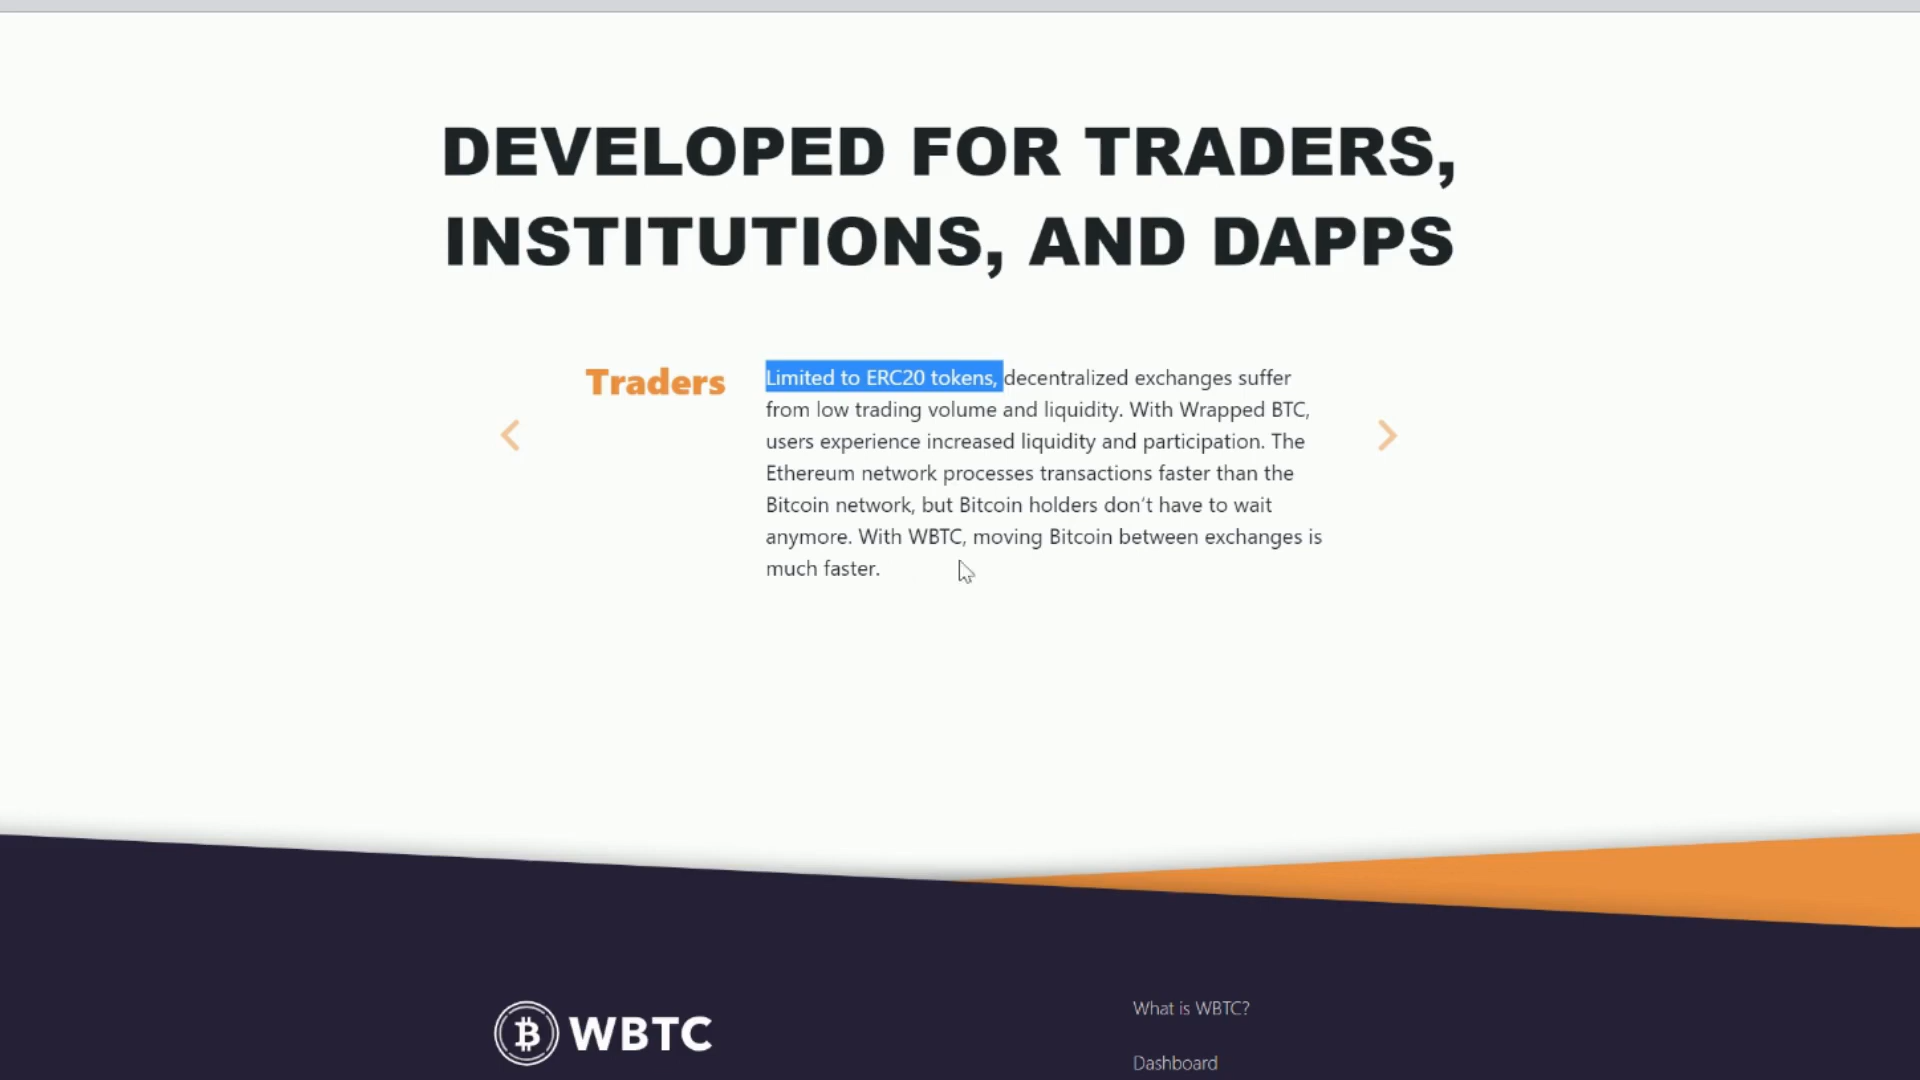 DEVELOPED FOR TRADERS,
INSTITUTIONS, AND DAPPS
Traders
Limited to ERC20 tokens, decentralized exchanges suffer
from low trading volume and liquidity. With Wrapped BTC,
users experience increased liquidity and participation. The
Ethereum network processes transactions faster than the
Bitcoin network, but Bitcoin holders don't have to wait
anymore. With WBTC, moving Bitcoin between exchanges is
much faster.
WBTC
What is WBTC?
Dashboard